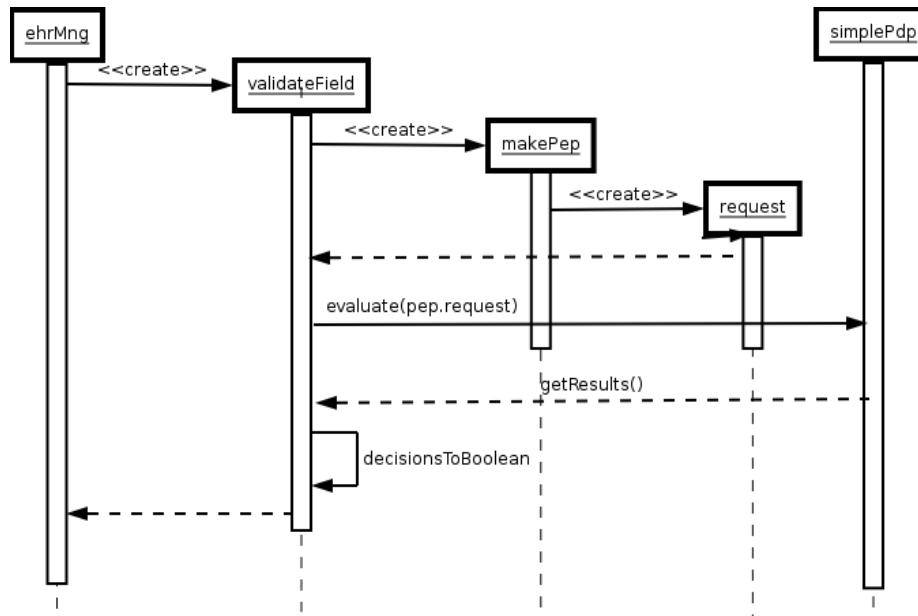 ehrMng
simplePdp
<<create>>
validateField
<<create>>
makePep
<<create>>
request
evaluate(pep.request)
getResults()
decisionsToBoolean